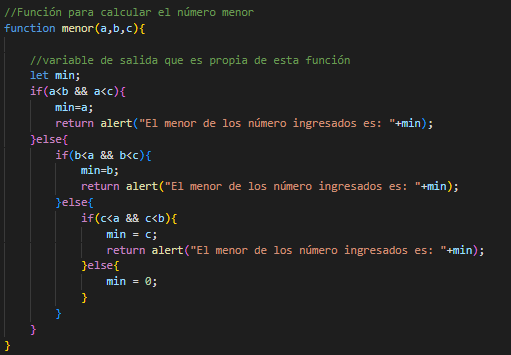 //Función para calcular el número menor
function menor(a,b,c){
//variable de salida que es propia de esta función
let min;
if(a<b && a<c){
min=a;
return alert("El menor de los número ingresados es: "+min);
}else{
if(b<a && b<c){
min=b;
return alert("El menor de los número ingresados es: "+min);
}else{
if(c<a && c<b){
min = c;
return alert("El menor de los número ingresados es: "+min);
}else{
min = 0;
}
}
}
}